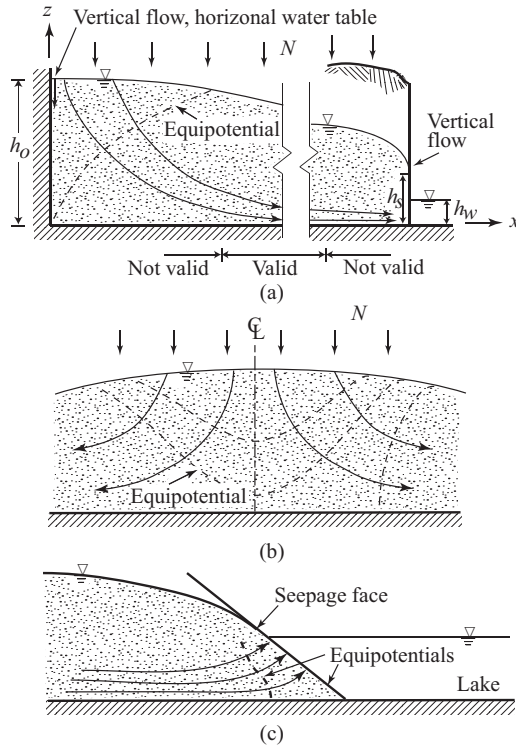 z
Vertical flow, horizonal water table
N
Equipotential
Vertical
flow
h_o
h_s
h_w
x
Not valid
Valid
Not valid
(a)
℄
N
Equipotential
(b)
Seepage face
Equipotentials
Lake
(c)